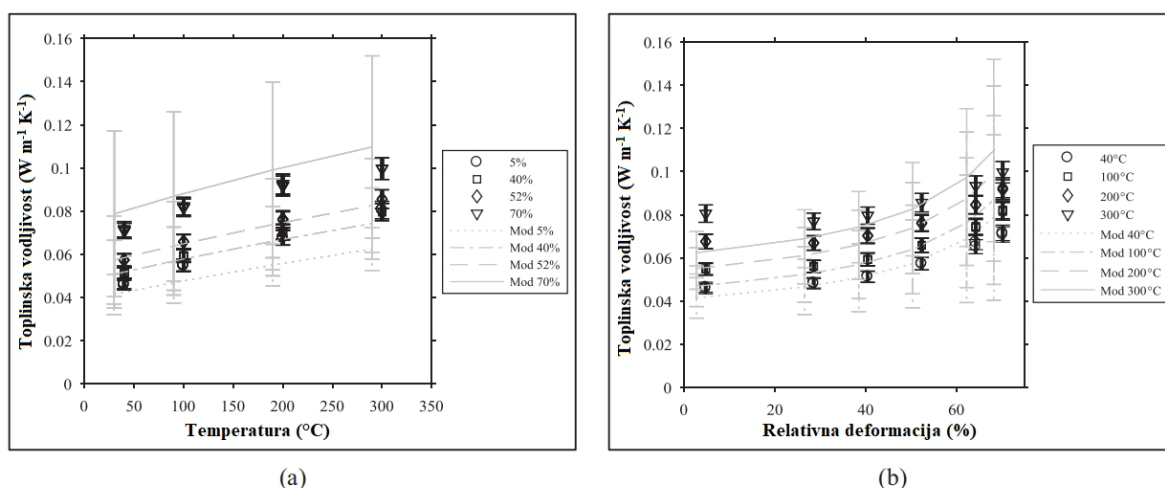 Toplinska vodljivost (W m⁻¹ K⁻¹)
0.16
0.14
0.12
0.1
0.08
0.06
0.04
0.02
0
0 50 100 150 200 250 300 350
Temperatura (°C)
5%
40%
52%
70%
Mod 5%
Mod 40%
Mod 52%
Mod 70%
(a)
Toplinska vodljivost (W m⁻¹ K⁻¹)
0.16
0.14
0.12
0.10
0.08
0.06
0.04
0.02
0
0 20 40 60
Relativna deformacija (%)
40°C
100°C
200°C
300°C
Mod 40°C
Mod 100°C
Mod 200°C
Mod 300°C
(b)